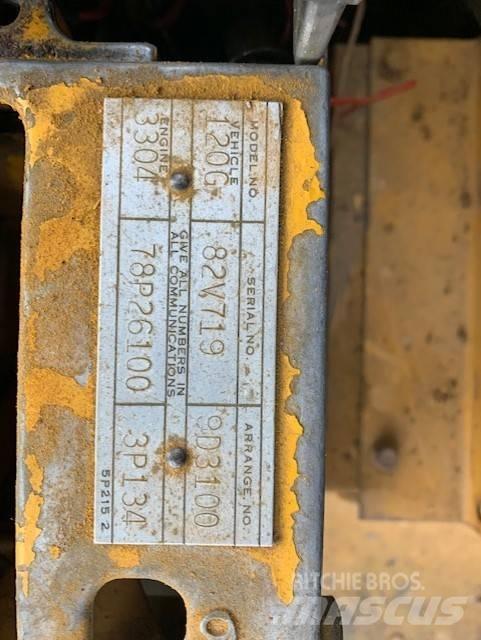 MODEL NO. SERIAL NO. ARRANGE NO.
VEHICLE
120G 82V719 9D3100
GIVE ALL NUMBERS IN
ALL COMMUNICATIONS
ENGINE
3304 78P26100 3P134
5P215 2
RITCHIE BROS.
MASCUS